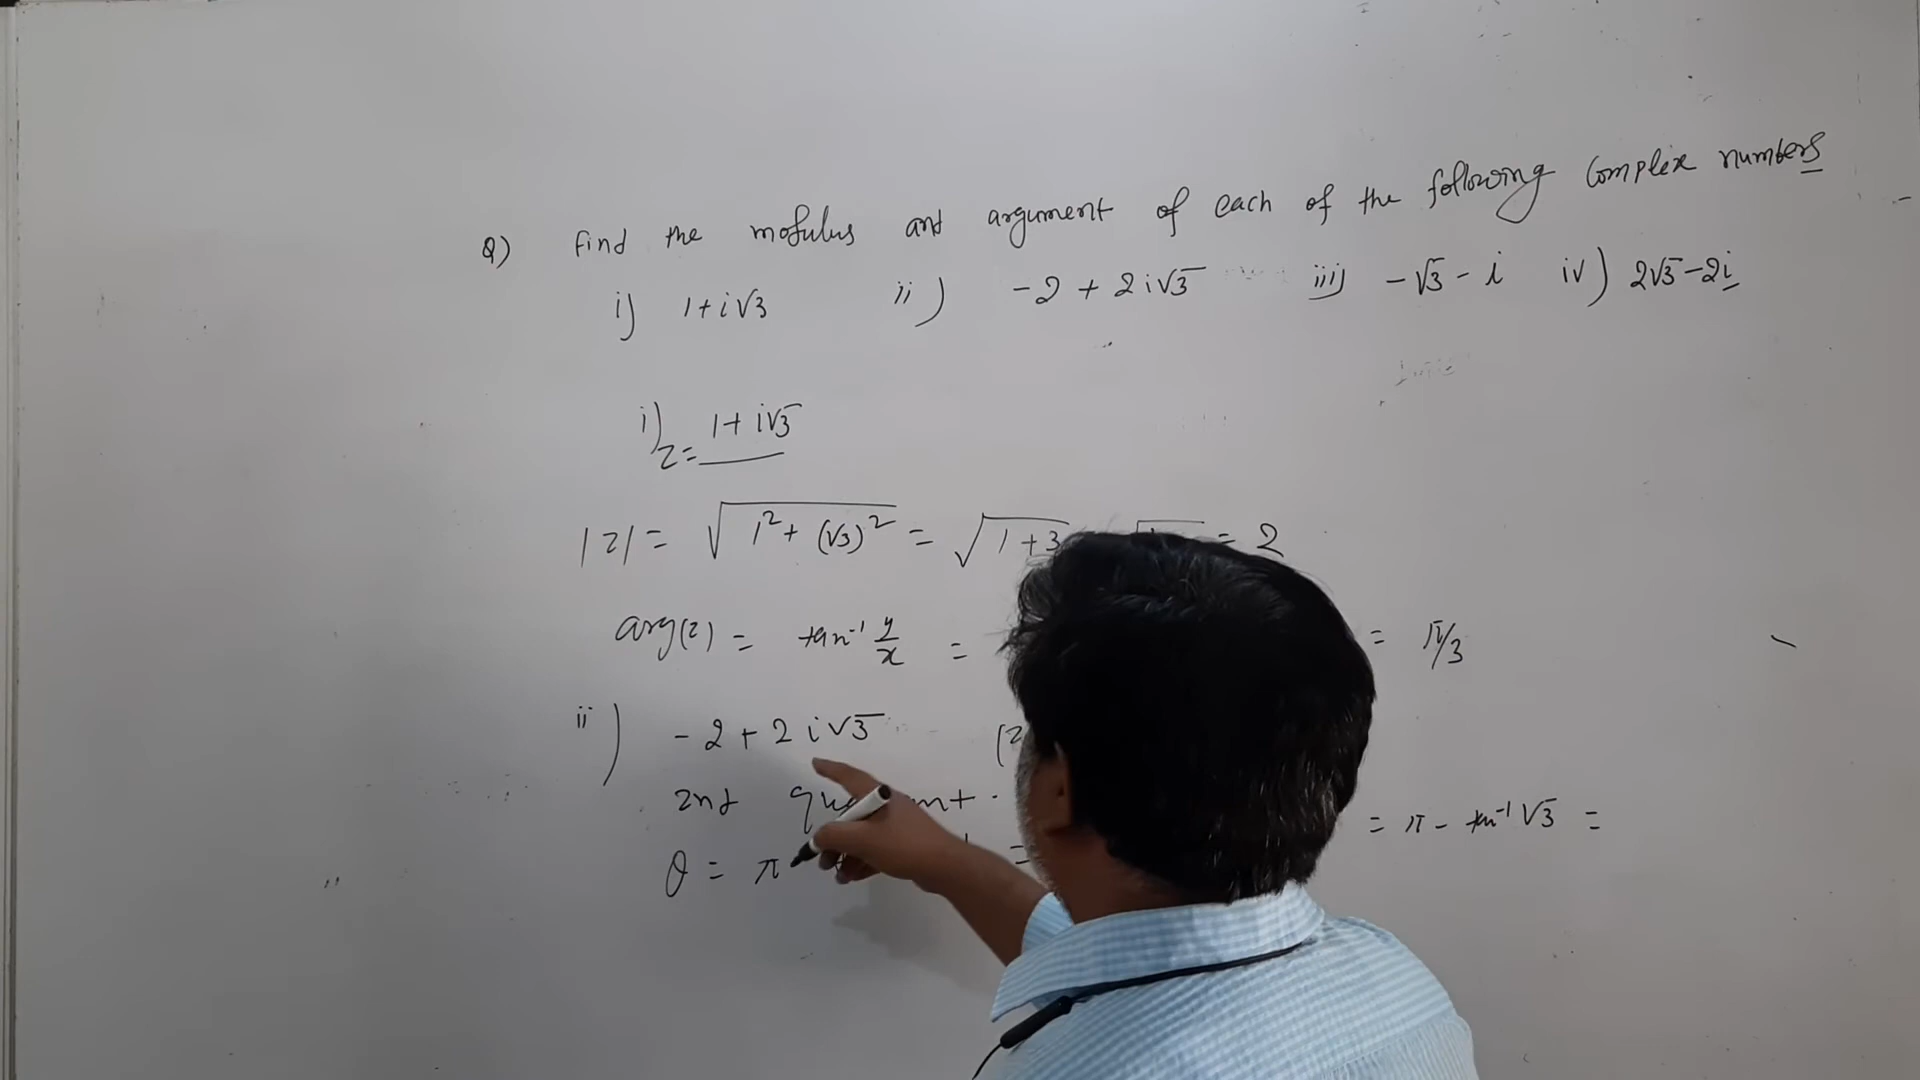 Q) Find the modulus and argument of each of the following complex numbers
i) 1+i√3 ii) -2 + 2i√3 iii) -√3 - i iv) 2√3-2i
i) z = 1+ i√3
|z| = √(1² + (√3)²) = √(1+3) = 2
arg(z) = tan⁻¹ y/x = = π/3
ii) -2 + 2i√3
2nd quadrant. = π - tan⁻¹ √3 =
θ = π